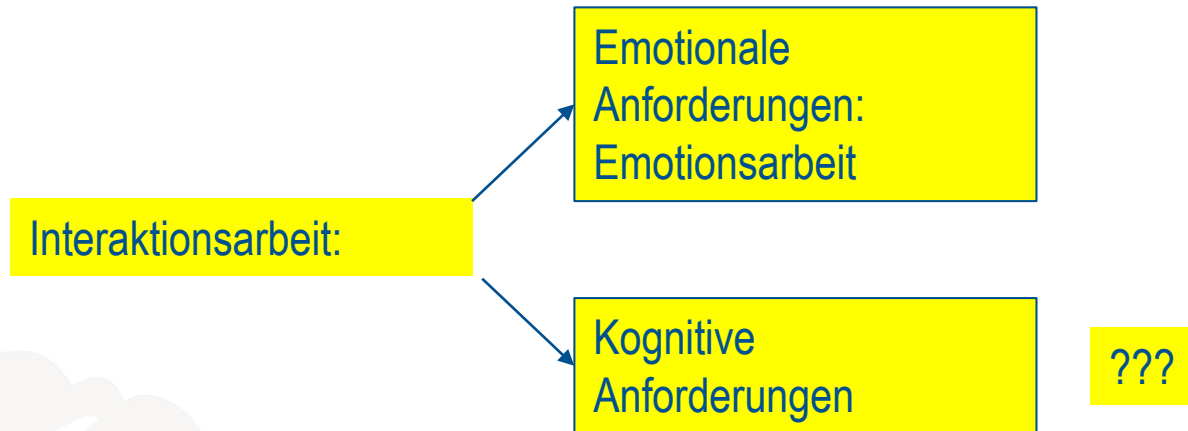 Emotionale
Anforderungen:
Emotionsarbeit
Interaktionsarbeit:
Kognitive
Anforderungen
???